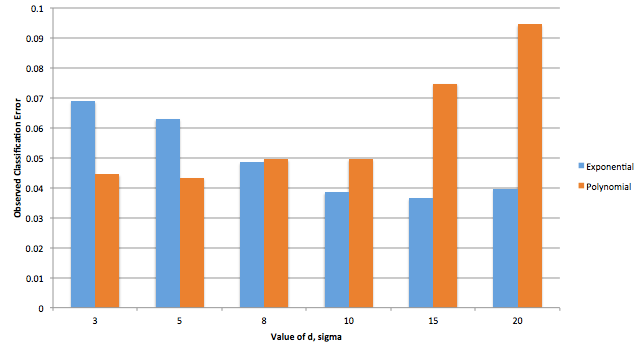 0.1
0.09
0.08
0.07
0.06
0.05
0.04
0.03
0.02
0.01
0
Observed Classification Error
3 5 8 10 15 20
Value of d, sigma
Exponential
Polynomial